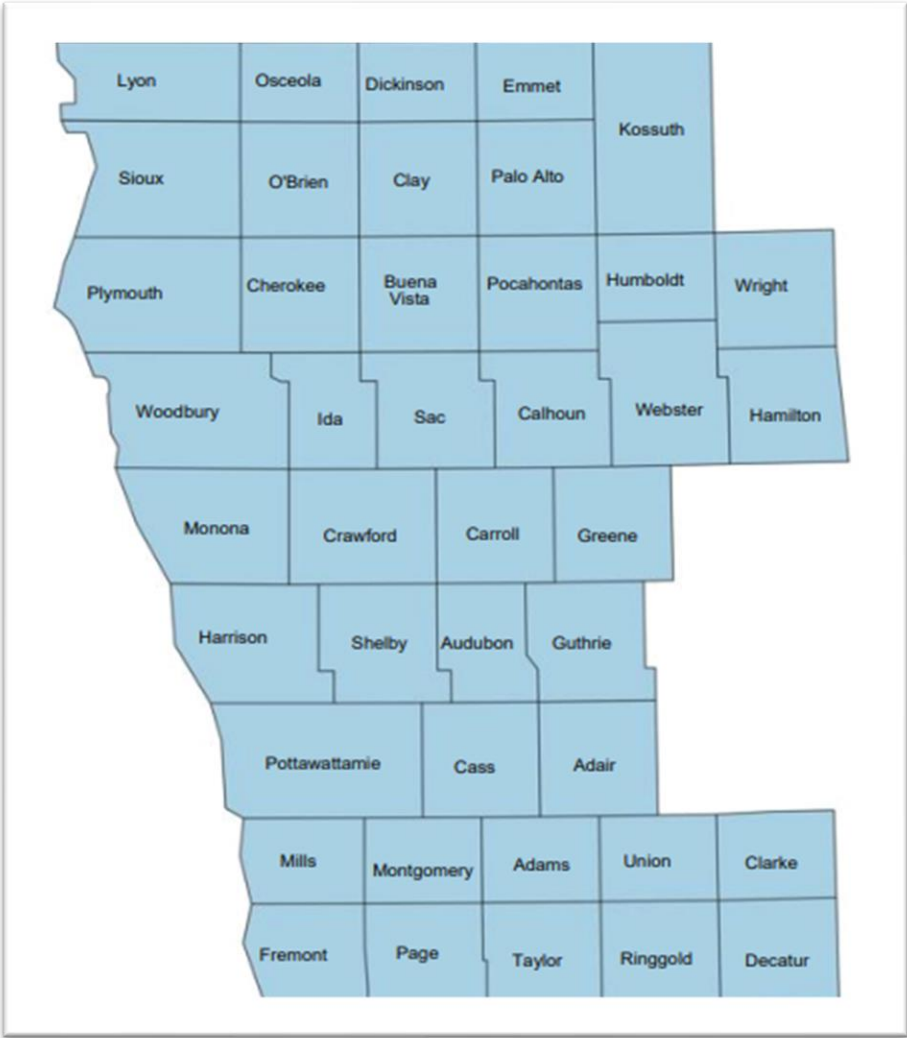 Lyon
Osceola
Dickinson
Emmet
Kossuth
Sioux
O'Brien
Clay
Palo Alto
Plymouth
Cherokee
Buena
Vista
Pocahontas
Humboldt
Wright
Woodbury
Ida
Sac
Calhoun
Webster
Hamilton
Monona
Crawford
Carroll
Greene
Harrison
Shelby
Audubon
Guthrie
Pottawattamie
Cass
Adair
Mills
Montgomery
Adams
Union
Clarke
Fremont
Page
Taylor
Ringgold
Decatur